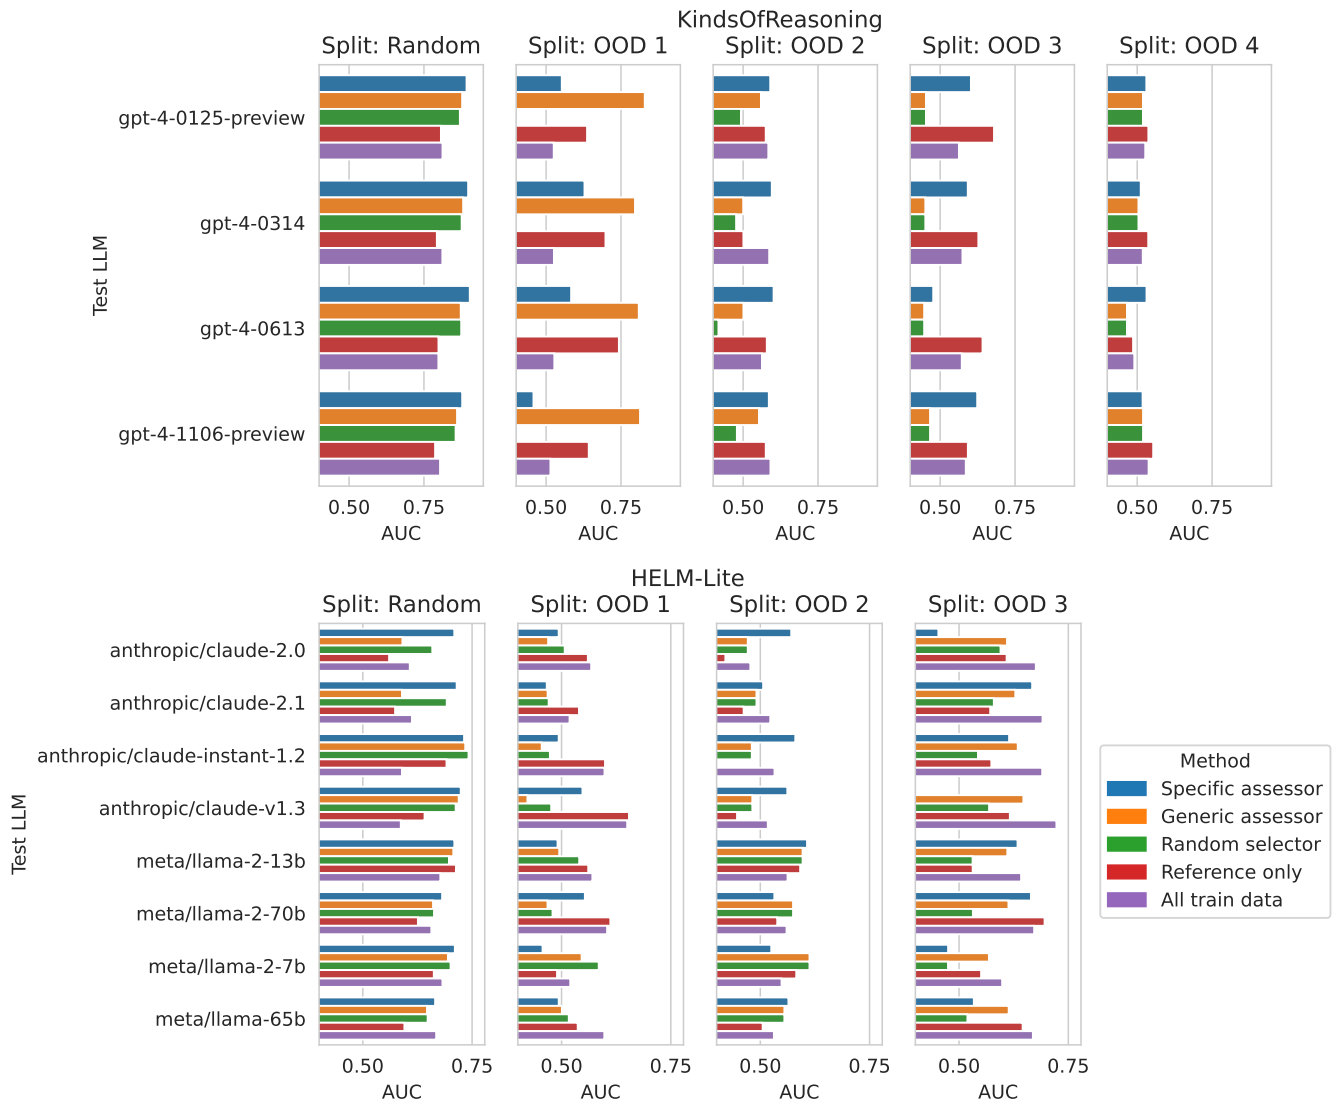 KindsOfReasoning
Split: Random Split: OOD 1 Split: OOD 2 Split: OOD 3 Split: OOD 4
gpt-4-0125-preview
gpt-4-0314
gpt-4-0613
gpt-4-1106-preview
Test LLM
0.50 0.75 0.50 0.75 0.50 0.75 0.50 0.75 0.50 0.75
AUC AUC AUC AUC AUC
HELM-Lite
Split: Random Split: OOD 1 Split: OOD 2 Split: OOD 3
anthropic/claude-2.0
anthropic/claude-2.1
anthropic/claude-instant-1.2
anthropic/claude-v1.3
meta/llama-2-13b
meta/llama-2-70b
meta/llama-2-7b
meta/llama-65b
Test LLM
0.50 0.75 0.50 0.75 0.50 0.75 0.50 0.75
AUC AUC AUC AUC
Method
Specific assessor
Generic assessor
Random selector
Reference only
All train data